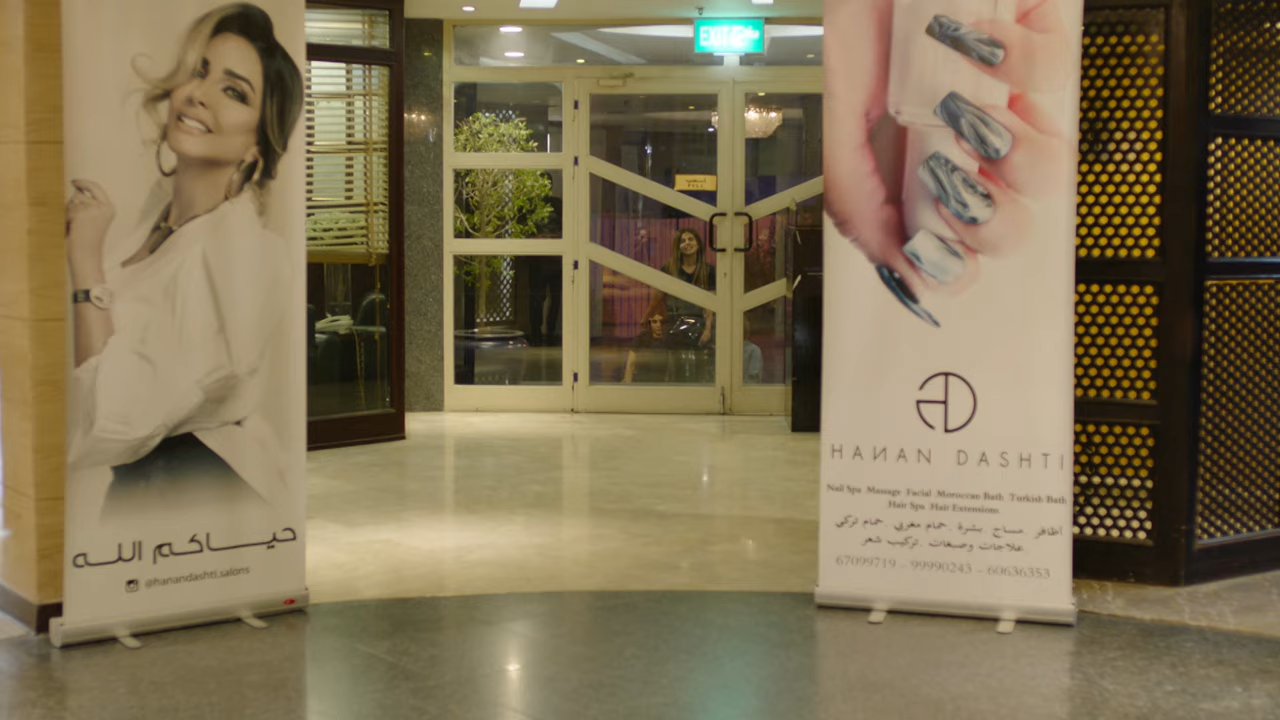 EXIT
PULL
حياكم الله
@hanandashti.salons
HANAN DASHTI
Nail Spa Massage Facial Moroccan Bath Turkish Bath
Hair Spa Hair Extensions
اظافر . مساج . بشرة . حمام مغربي . حمام تركي
علاجات وصبغات . تركيب شعر
67099719 - 99990243 - 60636353